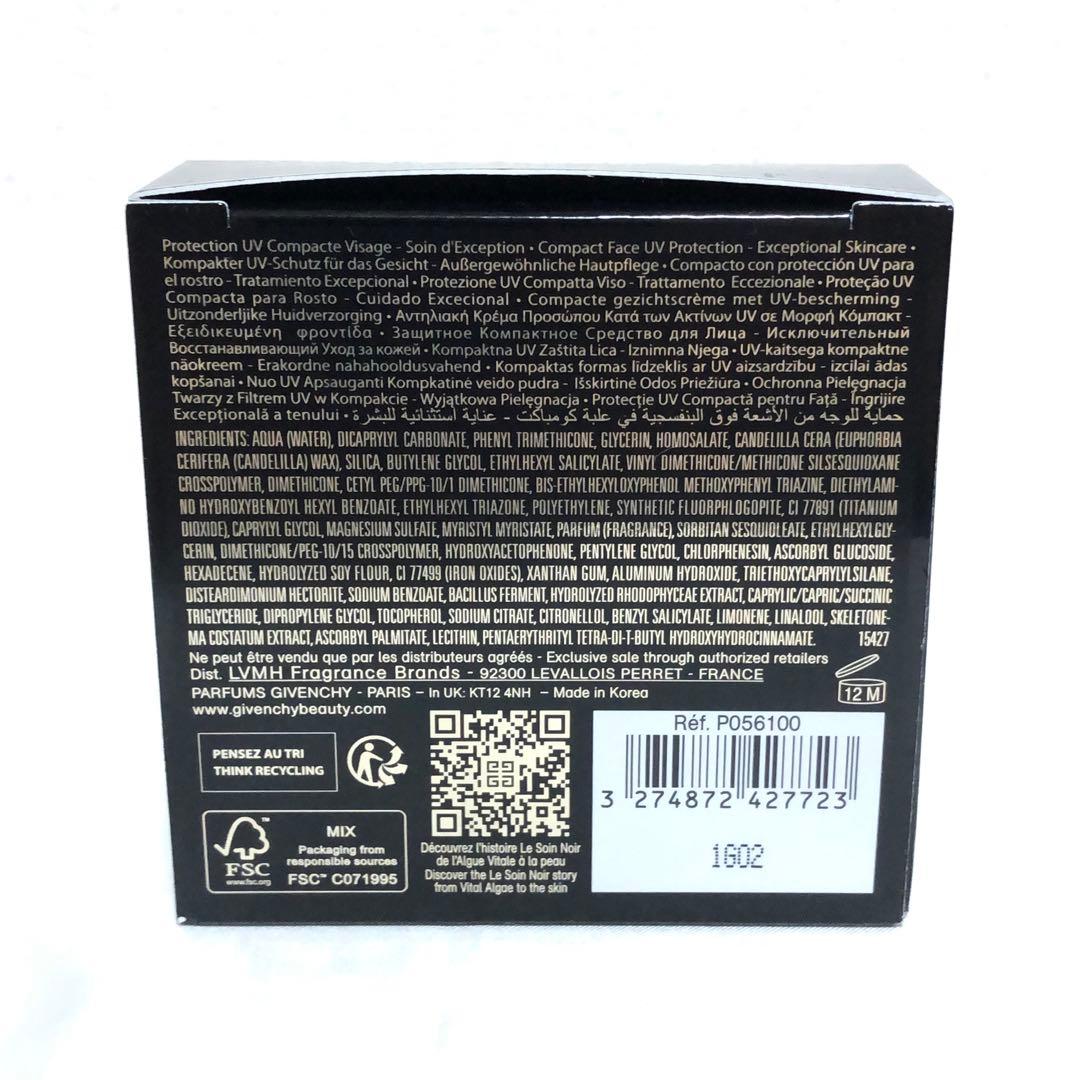 Protection UV Compacte Visage - Soin d'Exception • Compact Face UV Protection - Exceptional Skincare •
Kompakter UV-Schutz für das Gesicht - Außergewöhnliche Hautpflege • Compacto con protección UV para
el rostro - Tratamiento Excepcional • Protezione UV Compatta Viso - Trattamento Eccezionale • Proteção UV
Compacta para Rosto - Cuidado Excecional • Compacte gezichtscrème met UV-bescherming -
Uitzonderlijke Huidverzorging • Αντηλιακή Κρέμα Προσώπου Κατά των Ακτίνων UV σε Μορφή Κόμπακτ -
Εξειδικευμένη φροντίδα • Защитное Компактное Средство для Лица - Исключительный
Восстанавливающий Уход за кожей • Kompaktna UV Zaštita Lica - Iznimna Njega • UV-kaitsega kompaktne
näokreem - Erakordne nahahooldusvahend • Kompaktas formas līdzeklis ar UV aizsardzību - izcilai ādas
kopšanai • Nuo UV Apsauganti Kompkatinė veido pudra - Išskirtinė Odos Priežiūra • Ochronna Pielęgnacja
Twarzy z Filtrem UV w Kompakcie - Wyjątkowa Pielęgnacja • Protecție UV Compactă pentru Față - Îngrijire
Excepțională a tenului • حماية للوجه من الأشعة فوق البنفسجية في علبة كومباكت - عناية استثنائية للبشرة •
INGREDIENTS: AQUA (WATER), DICAPRYLYL CARBONATE, PHENYL TRIMETHICONE, GLYCERIN, HOMOSALATE, CANDELILLA CERA (EUPHORBIA
CERIFERA (CANDELILLA) WAX), SILICA, BUTYLENE GLYCOL, ETHYLHEXYL SALICYLATE, VINYL DIMETHICONE/METHICONE SILSESQUIOXANE
CROSSPOLYMER, DIMETHICONE, CETYL PEG/PPG-10/1 DIMETHICONE, BIS-ETHYLHEXYLOXYPHENOL METHOXYPHENYL TRIAZINE, DIETHYLAMI-
NO HYDROXYBENZOYL HEXYL BENZOATE, ETHYLHEXYL TRIAZONE, POLYETHYLENE, SYNTHETIC FLUORPHLOGOPITE, CI 77891 (TITANIUM
DIOXIDE), CAPRYLYL GLYCOL, MAGNESIUM SULFATE, MYRISTYL MYRISTATE, PARFUM (FRAGRANCE), SORBITAN SESQUIOLEATE, ETHYLHEXYLGLY-
CERIN, DIMETHICONE/PEG-10/15 CROSSPOLYMER, HYDROXYACETOPHENONE, PENTYLENE GLYCOL, CHLORPHENESIN, ASCORBYL GLUCOSIDE,
HEXADECENE, HYDROLYZED SOY FLOUR, CI 77499 (IRON OXIDES), XANTHAN GUM, ALUMINUM HYDROXIDE, TRIETHOXYCAPRYLYLSILANE,
DISTEARDIMONIUM HECTORITE, SODIUM BENZOATE, BACILLUS FERMENT, HYDROLYZED RHODOPHYCEAE EXTRACT, CAPRYLIC/CAPRIC/SUCCINIC
TRIGLYCERIDE, DIPROPYLENE GLYCOL, TOCOPHEROL, SODIUM CITRATE, CITRONELLOL, BENZYL SALICYLATE, LIMONENE, LINALOOL, SKELETONE-
MA COSTATUM EXTRACT, ASCORBYL PALMITATE, LECITHIN, PENTAERYTHRITYL TETRA-DI-T-BUTYL HYDROXYHYDROCINNAMATE. 15427
Ne peut être vendu que par les distributeurs agréés - Exclusive sale through authorized retailers
Dist. LVMH Fragrance Brands - 92300 LEVALLOIS PERRET - FRANCE
PARFUMS GIVENCHY - PARIS – In UK: KT12 4NH – Made in Korea
www.givenchybeauty.com
12 M
PENSEZ AU TRI
THINK RECYCLING
FSC™
www.fsc.org
MIX
Packaging from
responsible sources
FSC™ C071995
Découvrez l'histoire Le Soin Noir
de l'Algue Vitale à la peau
Discover the Le Soin Noir story
from Vital Algae to the skin
Réf. P056100
3 274872 427723
1G02